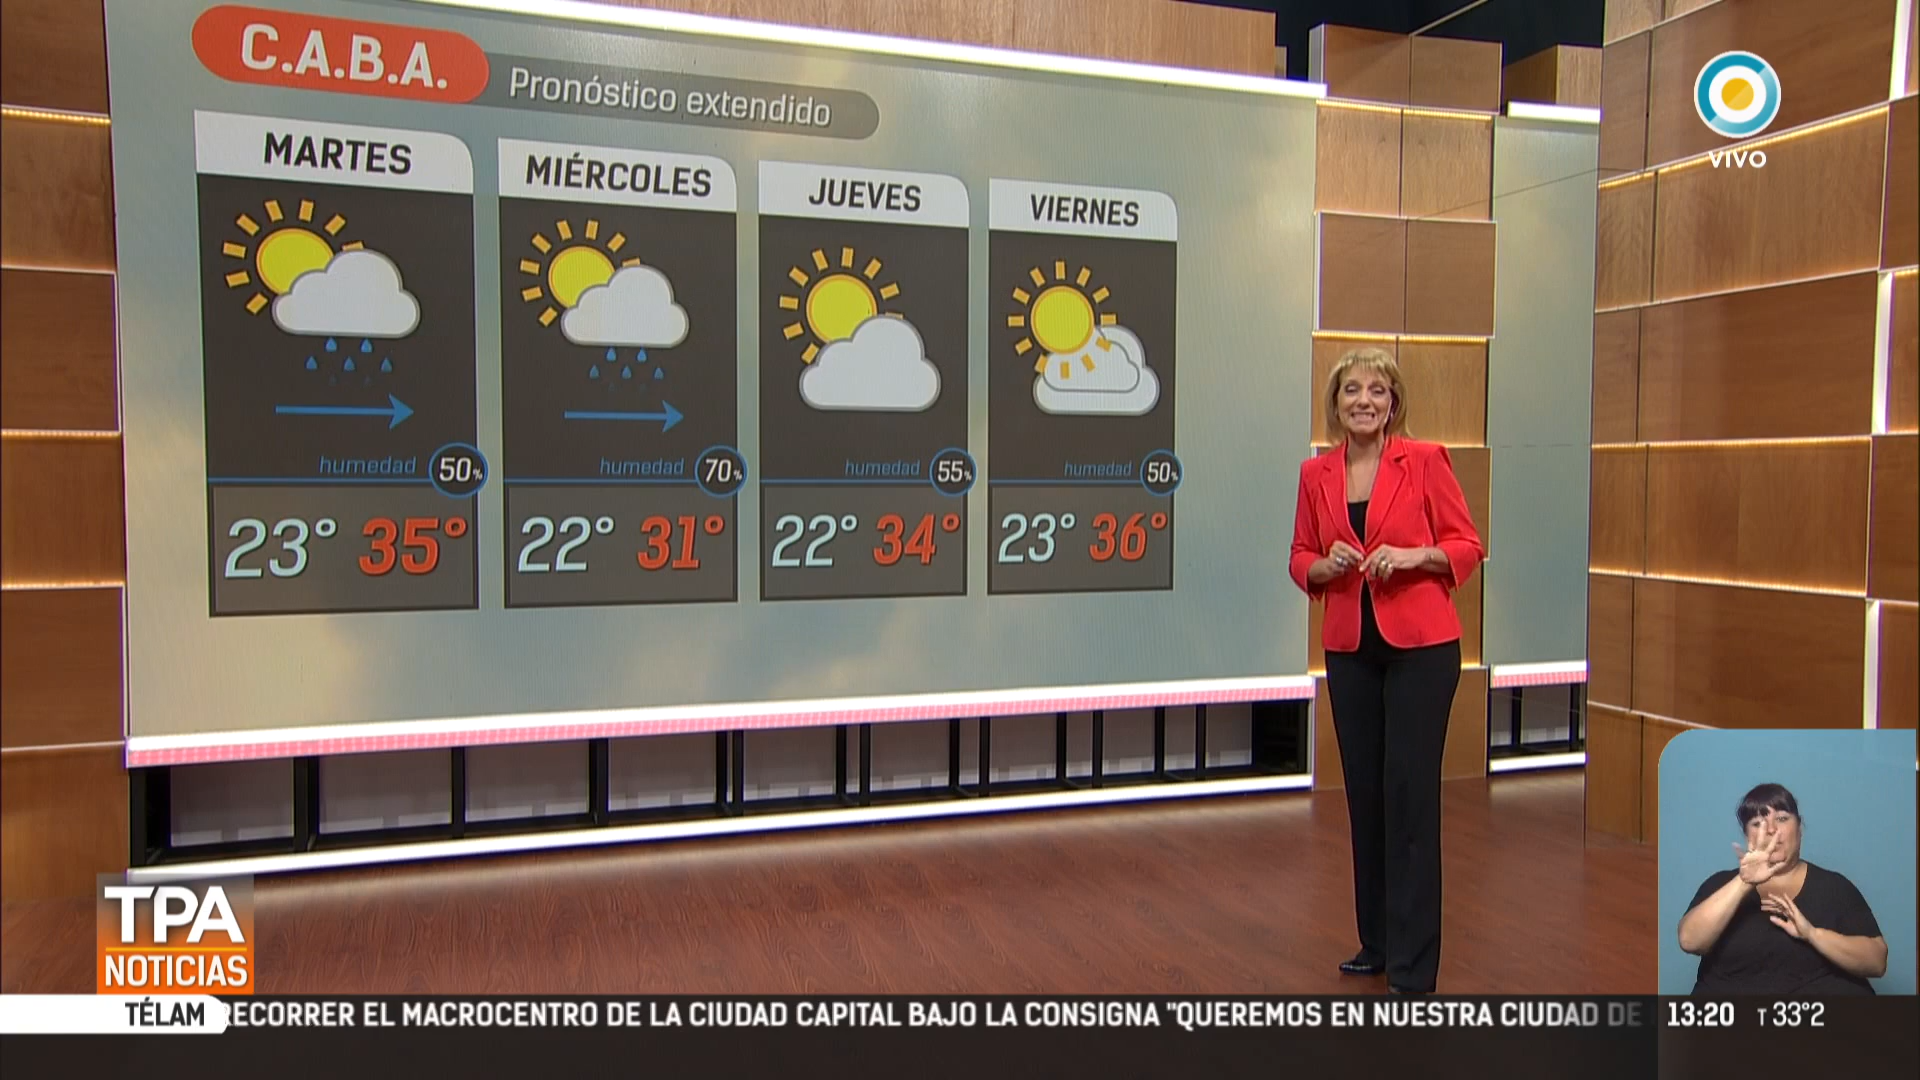 C.A.B.A.
Pronóstico extendido
MARTES
humedad 50%
23° 35°
MIÉRCOLES
humedad 70%
22° 31°
JUEVES
humedad 55%
22° 34°
VIERNES
humedad 50%
23° 36°
VIVO
TPA
NOTICIAS
TÉLAM RECORRER EL MACROCENTRO DE LA CIUDAD CAPITAL BAJO LA CONSIGNA "QUEREMOS EN NUESTRA CIUDAD DE 13:20 T 33°2